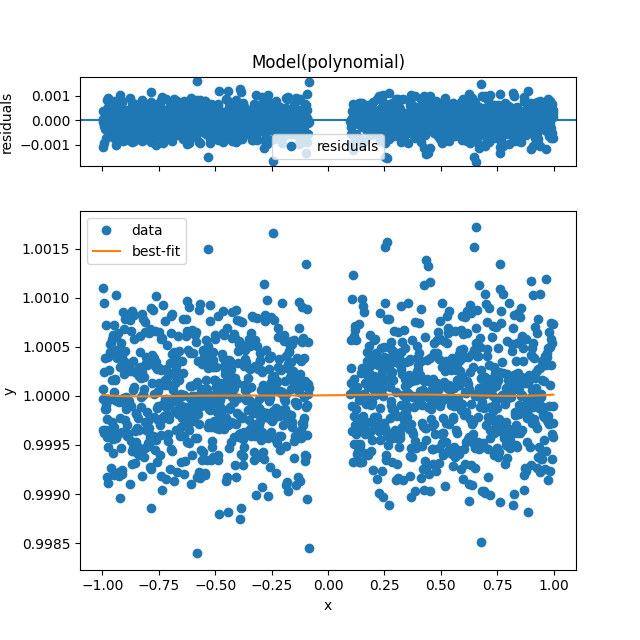 Model(polynomial)
residuals
0.001
0.000
−0.001
residuals
data
best-fit
y
1.0015
1.0010
1.0005
1.0000
0.9995
0.9990
0.9985
−1.00 −0.75 −0.50 −0.25 0.00 0.25 0.50 0.75 1.00
x